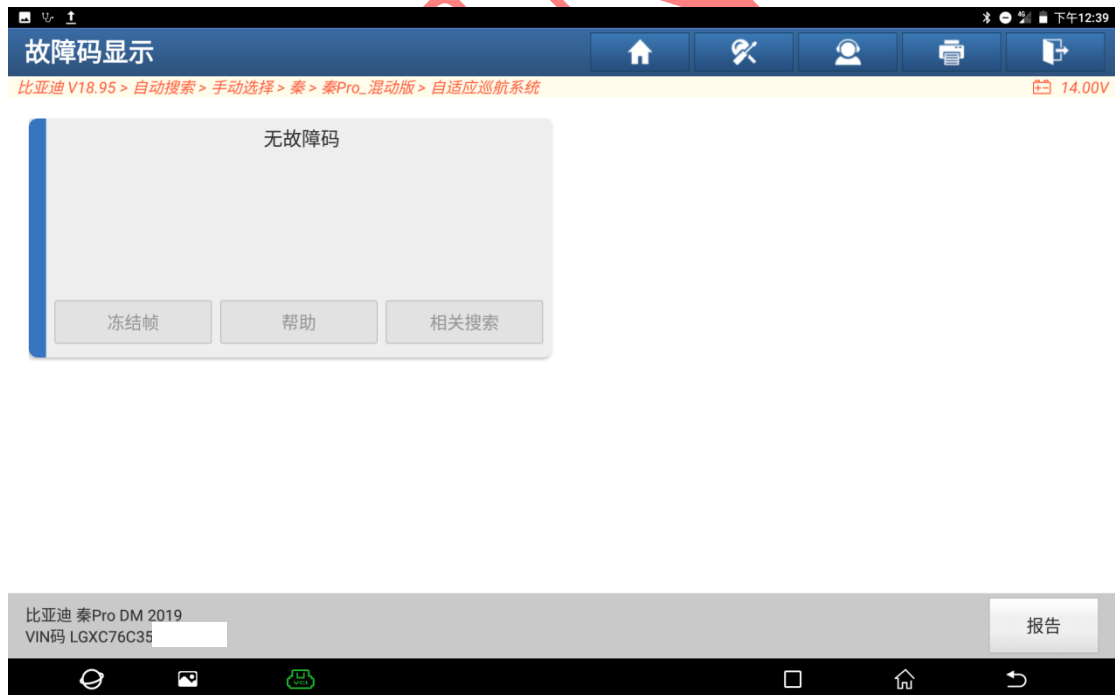 下午12:39
故障码显示
比亚迪 V18.95 > 自动搜索 > 手动选择 > 秦 > 秦Pro_混动版 > 自适应巡航系统
14.00V
无故障码
冻结帧
帮助
相关搜索
比亚迪 秦Pro DM 2019
VIN码 LGXC76C35
报告
VCI